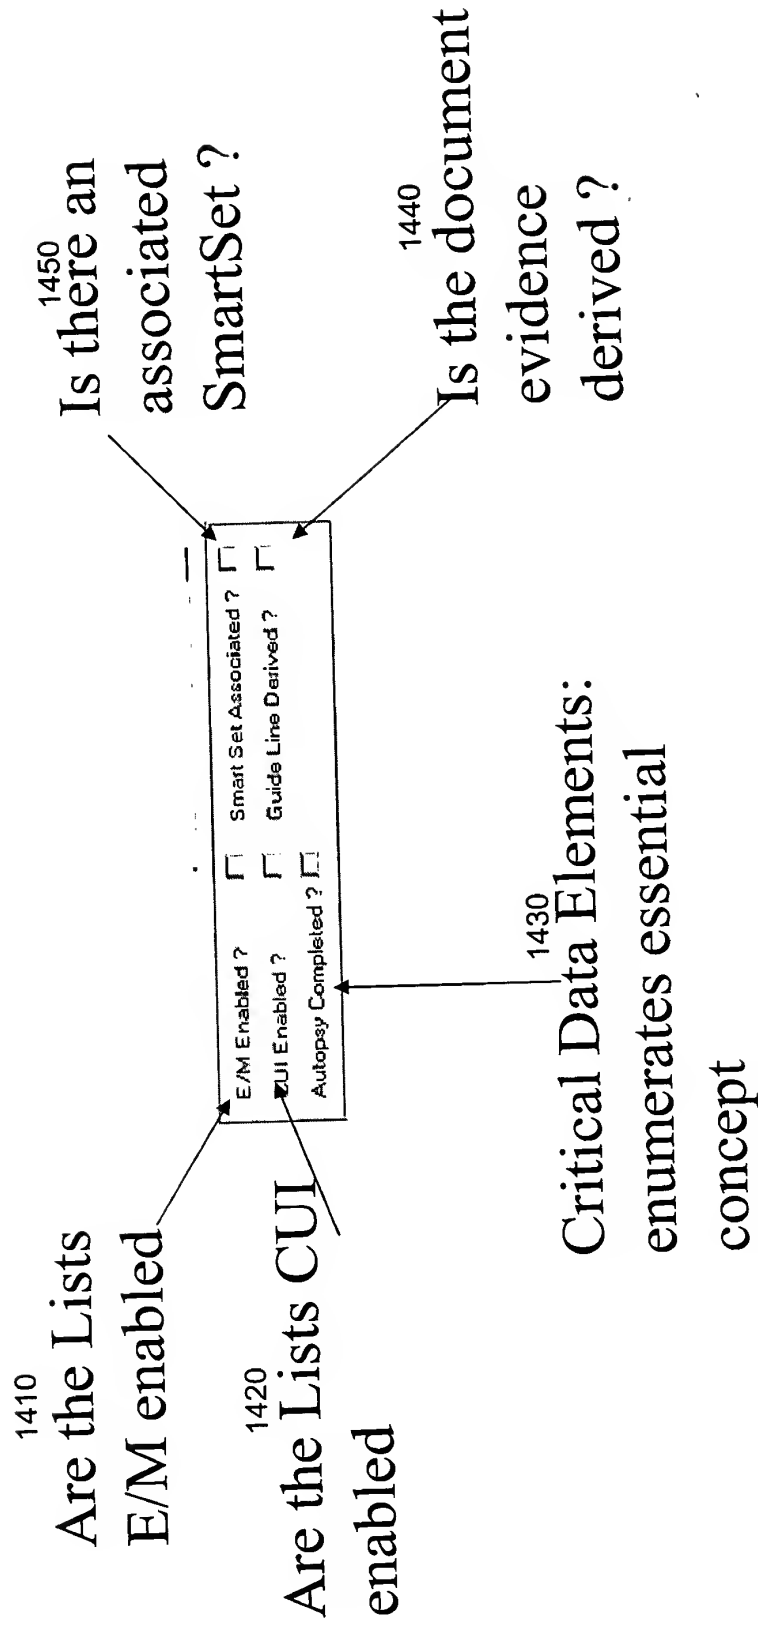 1410
Are the Lists
E/M enabled
1420
Are the Lists CUI
enabled
E/M Enabled ?
CUI Enabled ?
Autopsy Completed ?
Smart Set Associated ?
Guide Line Derived ?
1450
Is there an
associated
SmartSet ?
1440
Is the document
evidence
derived ?
1430
Critical Data Elements:
enumerates essential
concept